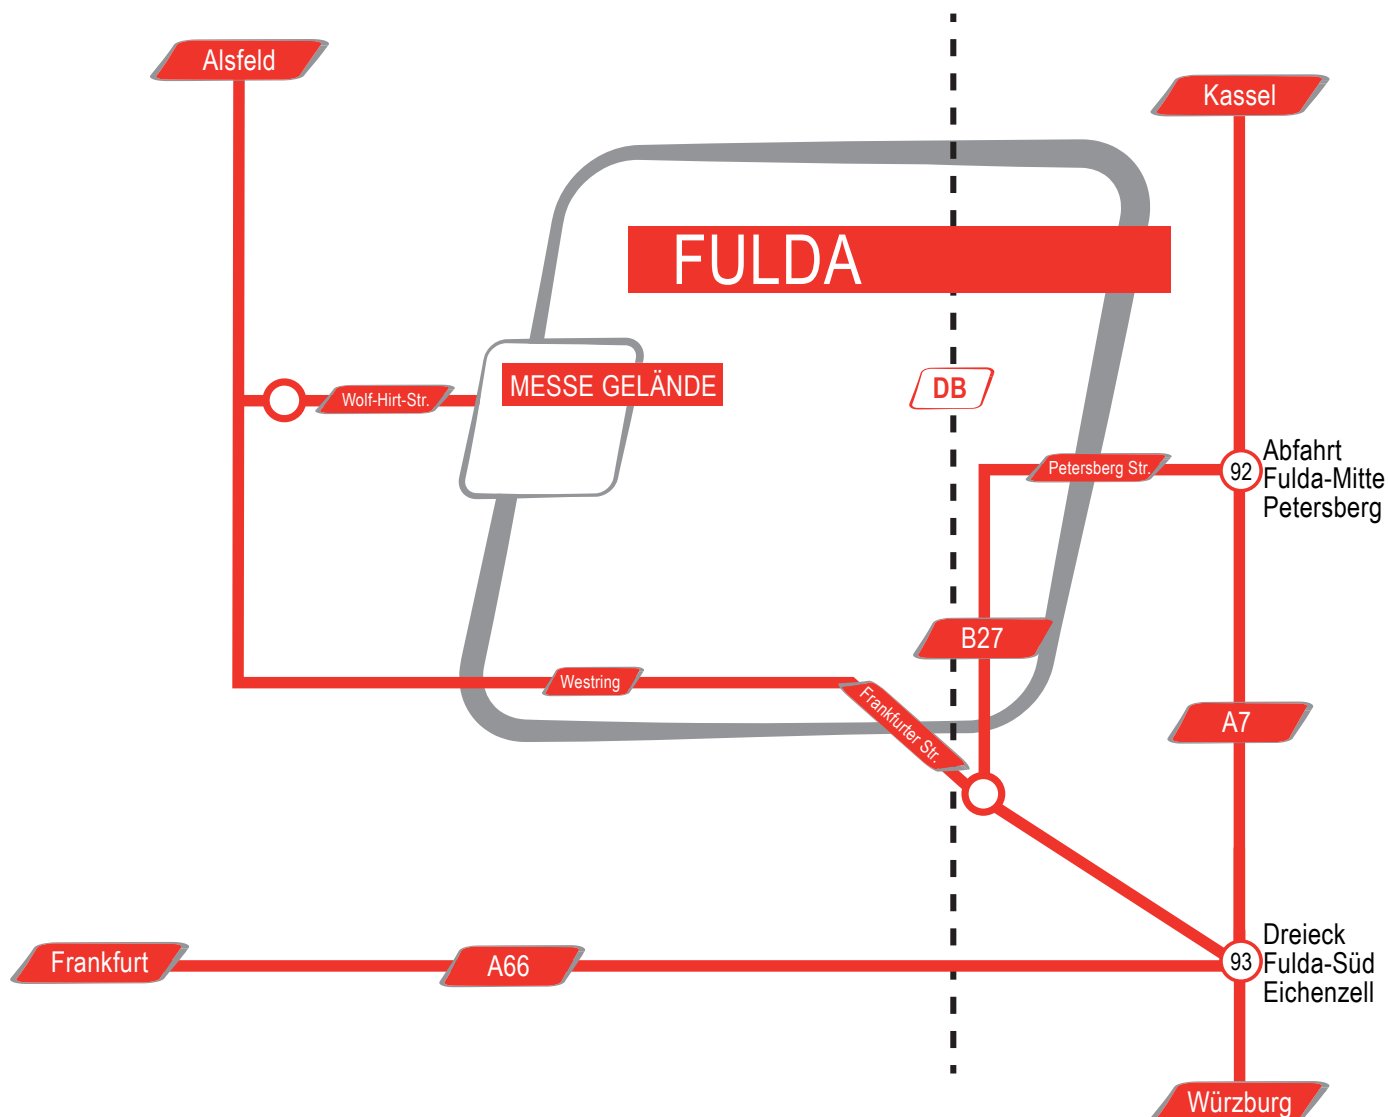 Alsfeld
Kassel
FULDA
MESSE GELÄNDE
DB
Wolf-Hirt-Str.
Abfahrt
Fulda-Mitte
Petersberg
92
Petersberg Str.
B27
Westring
Frankfurter Str.
A7
Dreieck
Fulda-Süd
Eichenzell
93
Frankfurt
A66
Würzburg